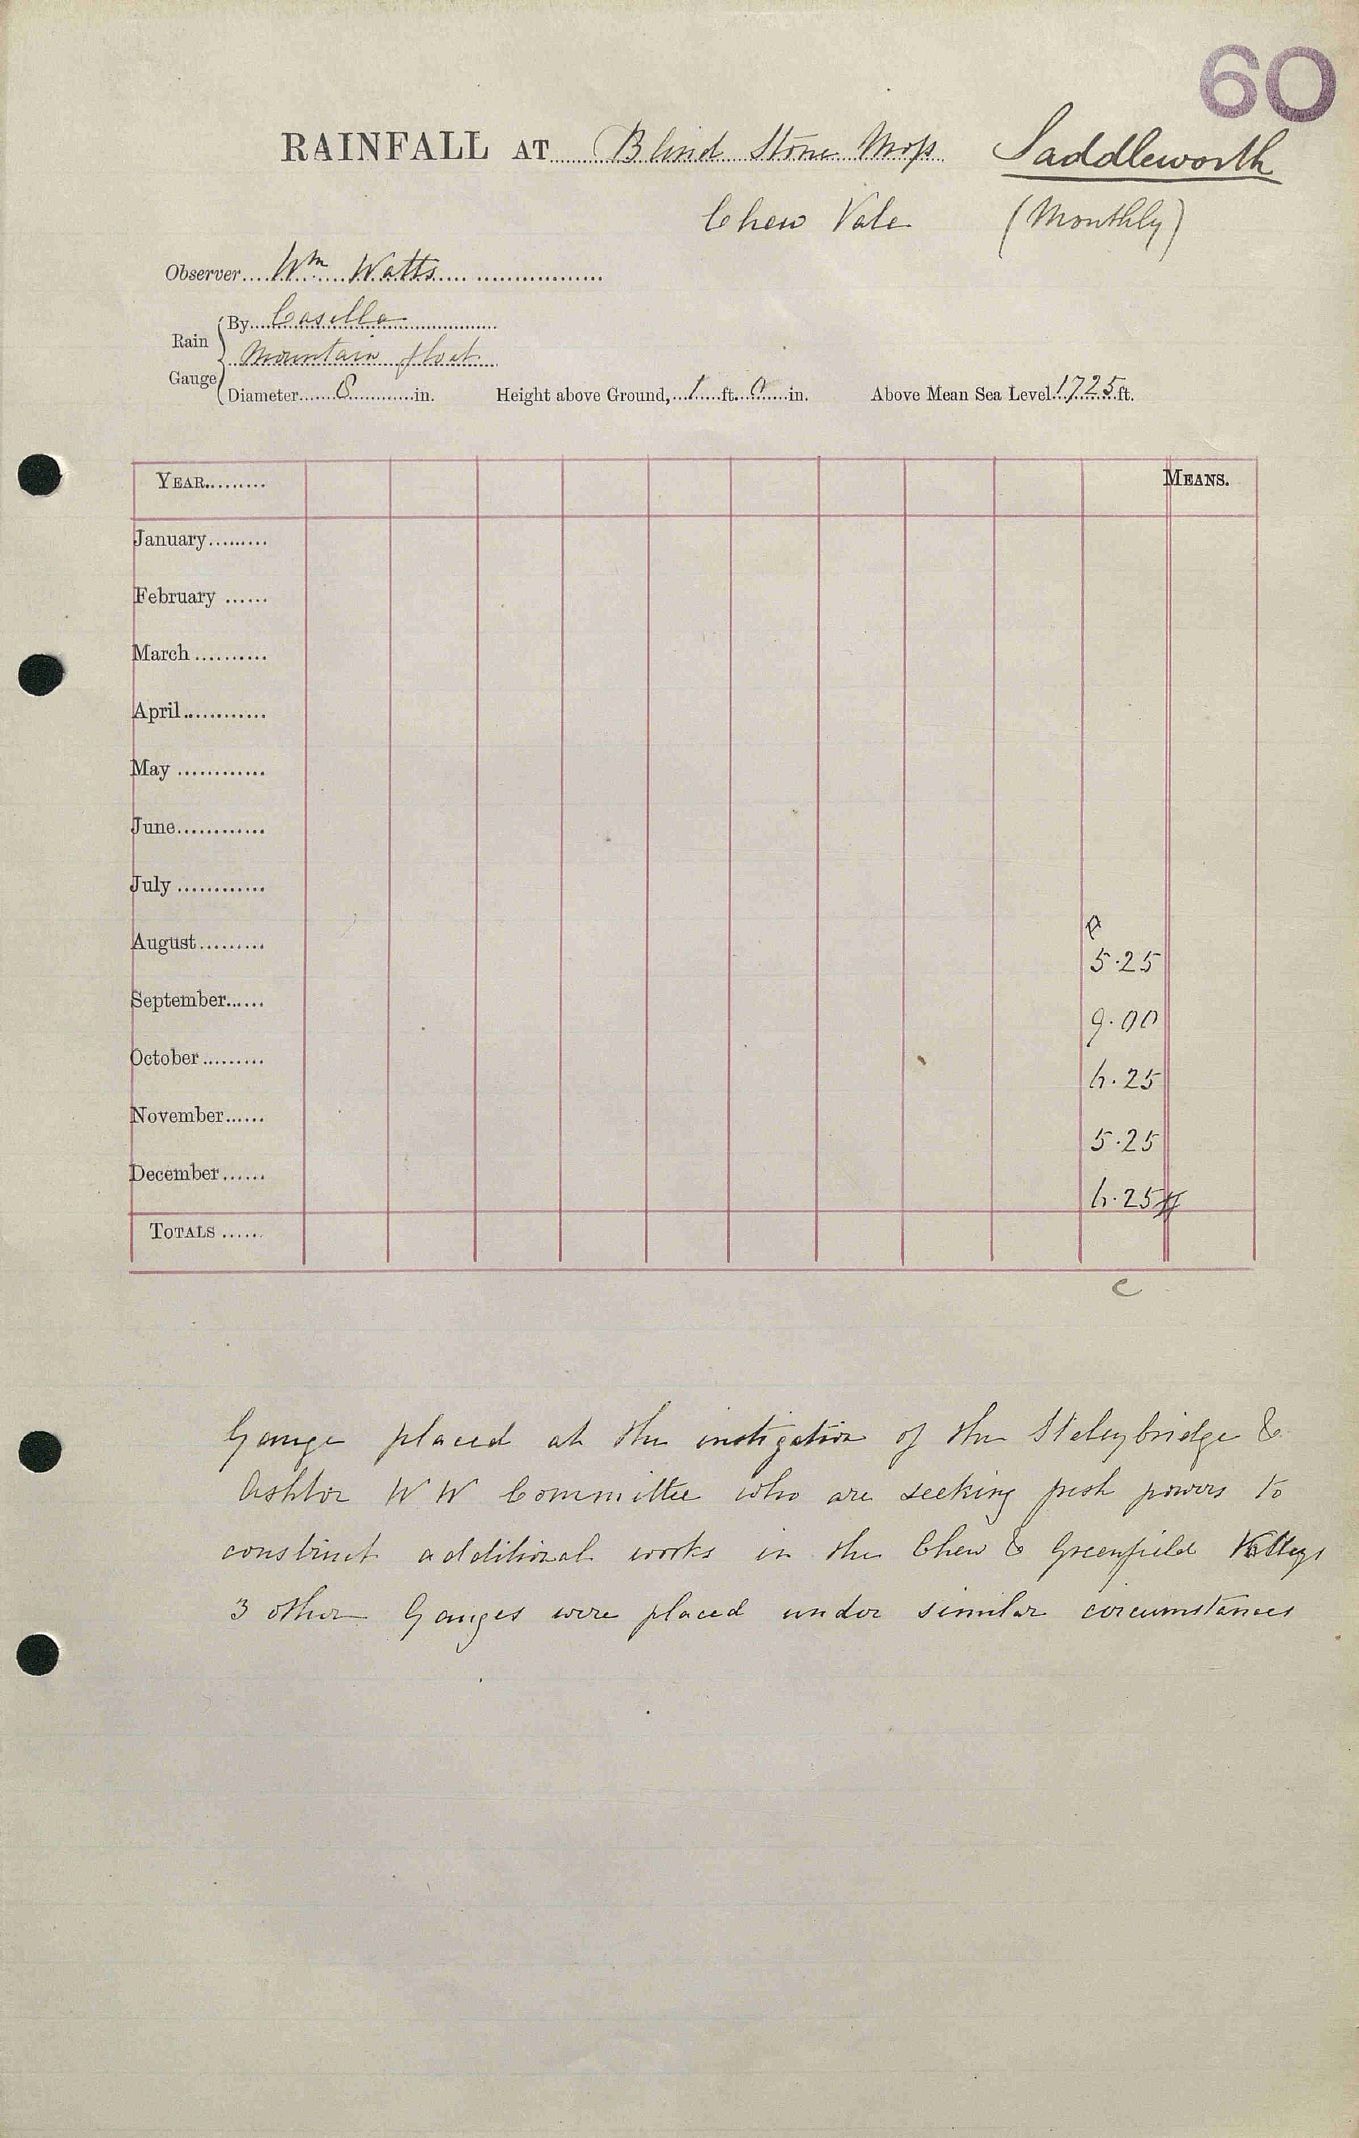 60
RAINFALL AT Blind Stone Moss Saddleworth
Chew Vale (Monthly)
Observer Wm Watts
Rain Gauge By Casella
Mountain float
Diameter 8 in. Height above Ground, 1 ft. 0 in. Above Mean Sea Level 1725 ft.
YEAR MEANS.
January
February
March
April
May
June
July
August 5.25
September 9.00
October 4.25
November 5.25
December 4.25
TOTALS
C
Gauge placed at the instigation of the Staleybridge &
Ashton W W Committee who are seeking fresh powers to
construct additional works in the Chew & Greenfield Valleys
3 other Gauges were placed under similar circumstances